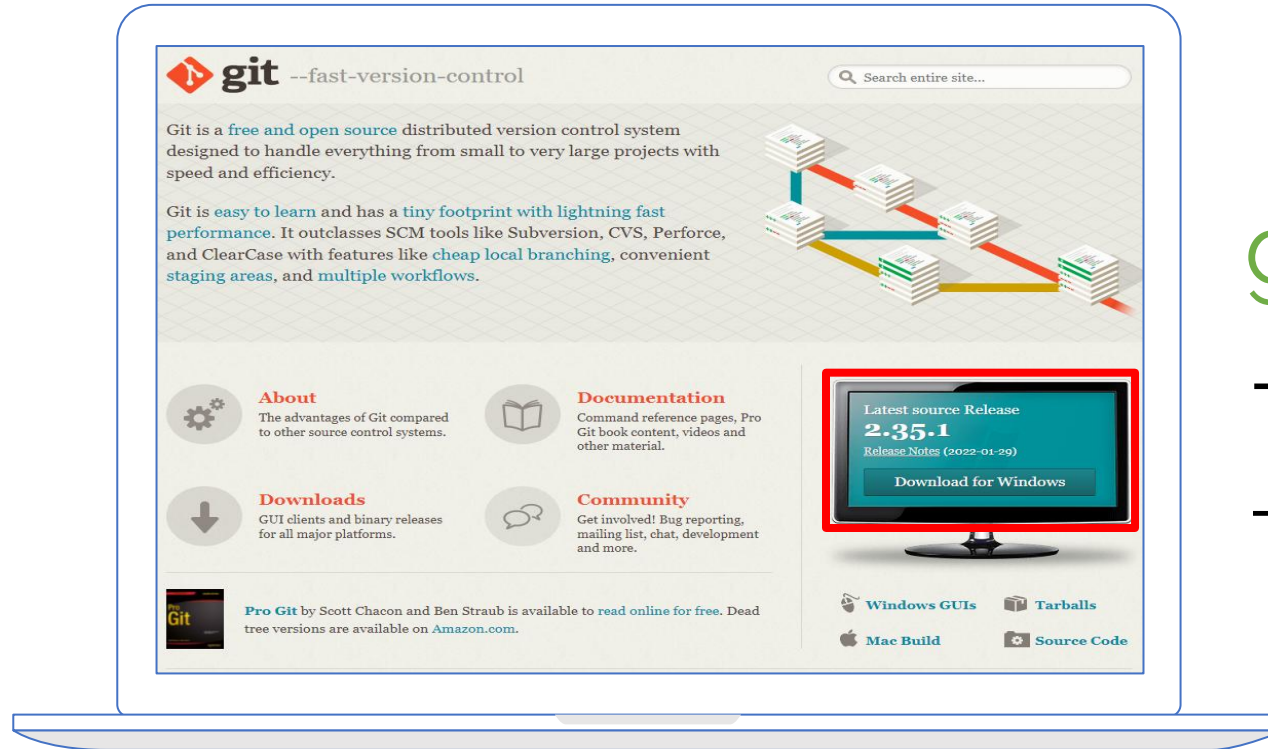 git --fast-version-control
Search entire site...
Git is a free and open source distributed version control system
designed to handle everything from small to very large projects with
speed and efficiency.
Git is easy to learn and has a tiny footprint with lightning fast
performance. It outclasses SCM tools like Subversion, CVS, Perforce,
and ClearCase with features like cheap local branching, convenient
staging areas, and multiple workflows.
About
The advantages of Git compared
to other source control systems.
Documentation
Command reference pages, Pro
Git book content, videos and
other material.
Downloads
GUI clients and binary releases
for all major platforms.
Community
Get involved! Bug reporting,
mailing list, chat, development
and more.
Latest source Release
2.35.1
Release Notes (2022-01-29)
Download for Windows
Pro
Git
Pro Git by Scott Chacon and Ben Straub is available to read online for free. Dead
tree versions are available on Amazon.com.
Windows GUIs
Tarballs
Mac Build
Source Code